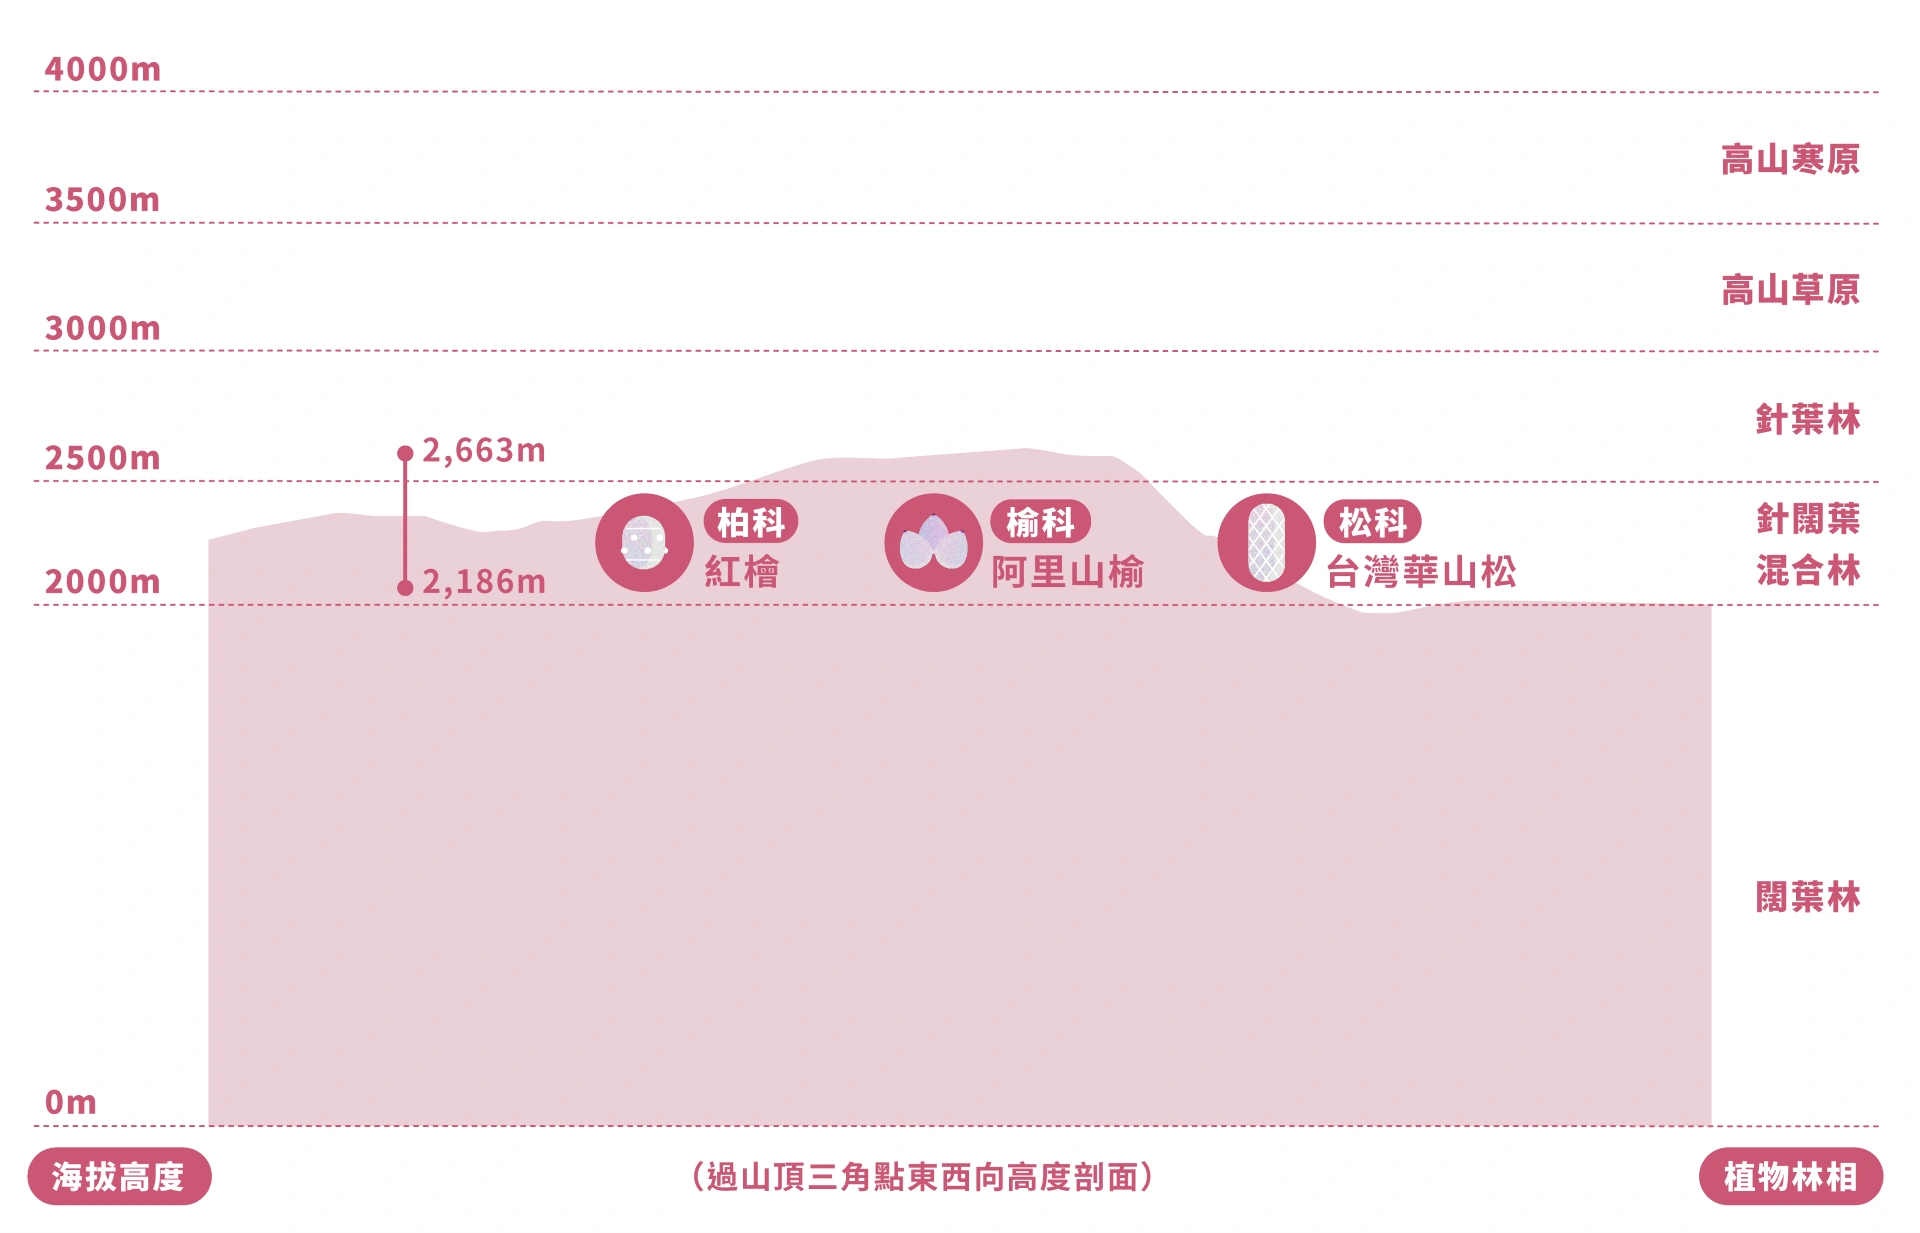 4000m
高山寒原
3500m
高山草原
3000m
針葉林
2,663m
2500m
柏科
榆科
松科
針闊葉
紅檜
阿里山榆
台灣華山松
混合林
2000m
2,186m
闊葉林
0m
海拔高度
（過山頂三角點東西向高度剖面）
植物林相